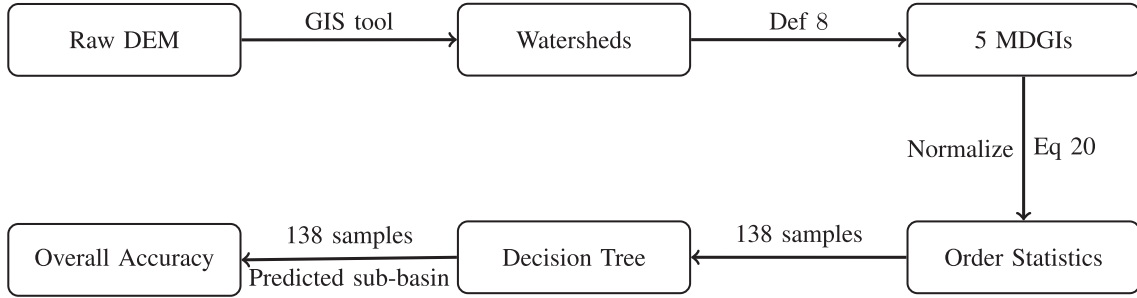 Raw DEM
GIS tool
Watersheds
Def 8
5 MDGIs
Normalize
Eq 20
Order Statistics
138 samples
Decision Tree
138 samples
Predicted sub-basin
Overall Accuracy